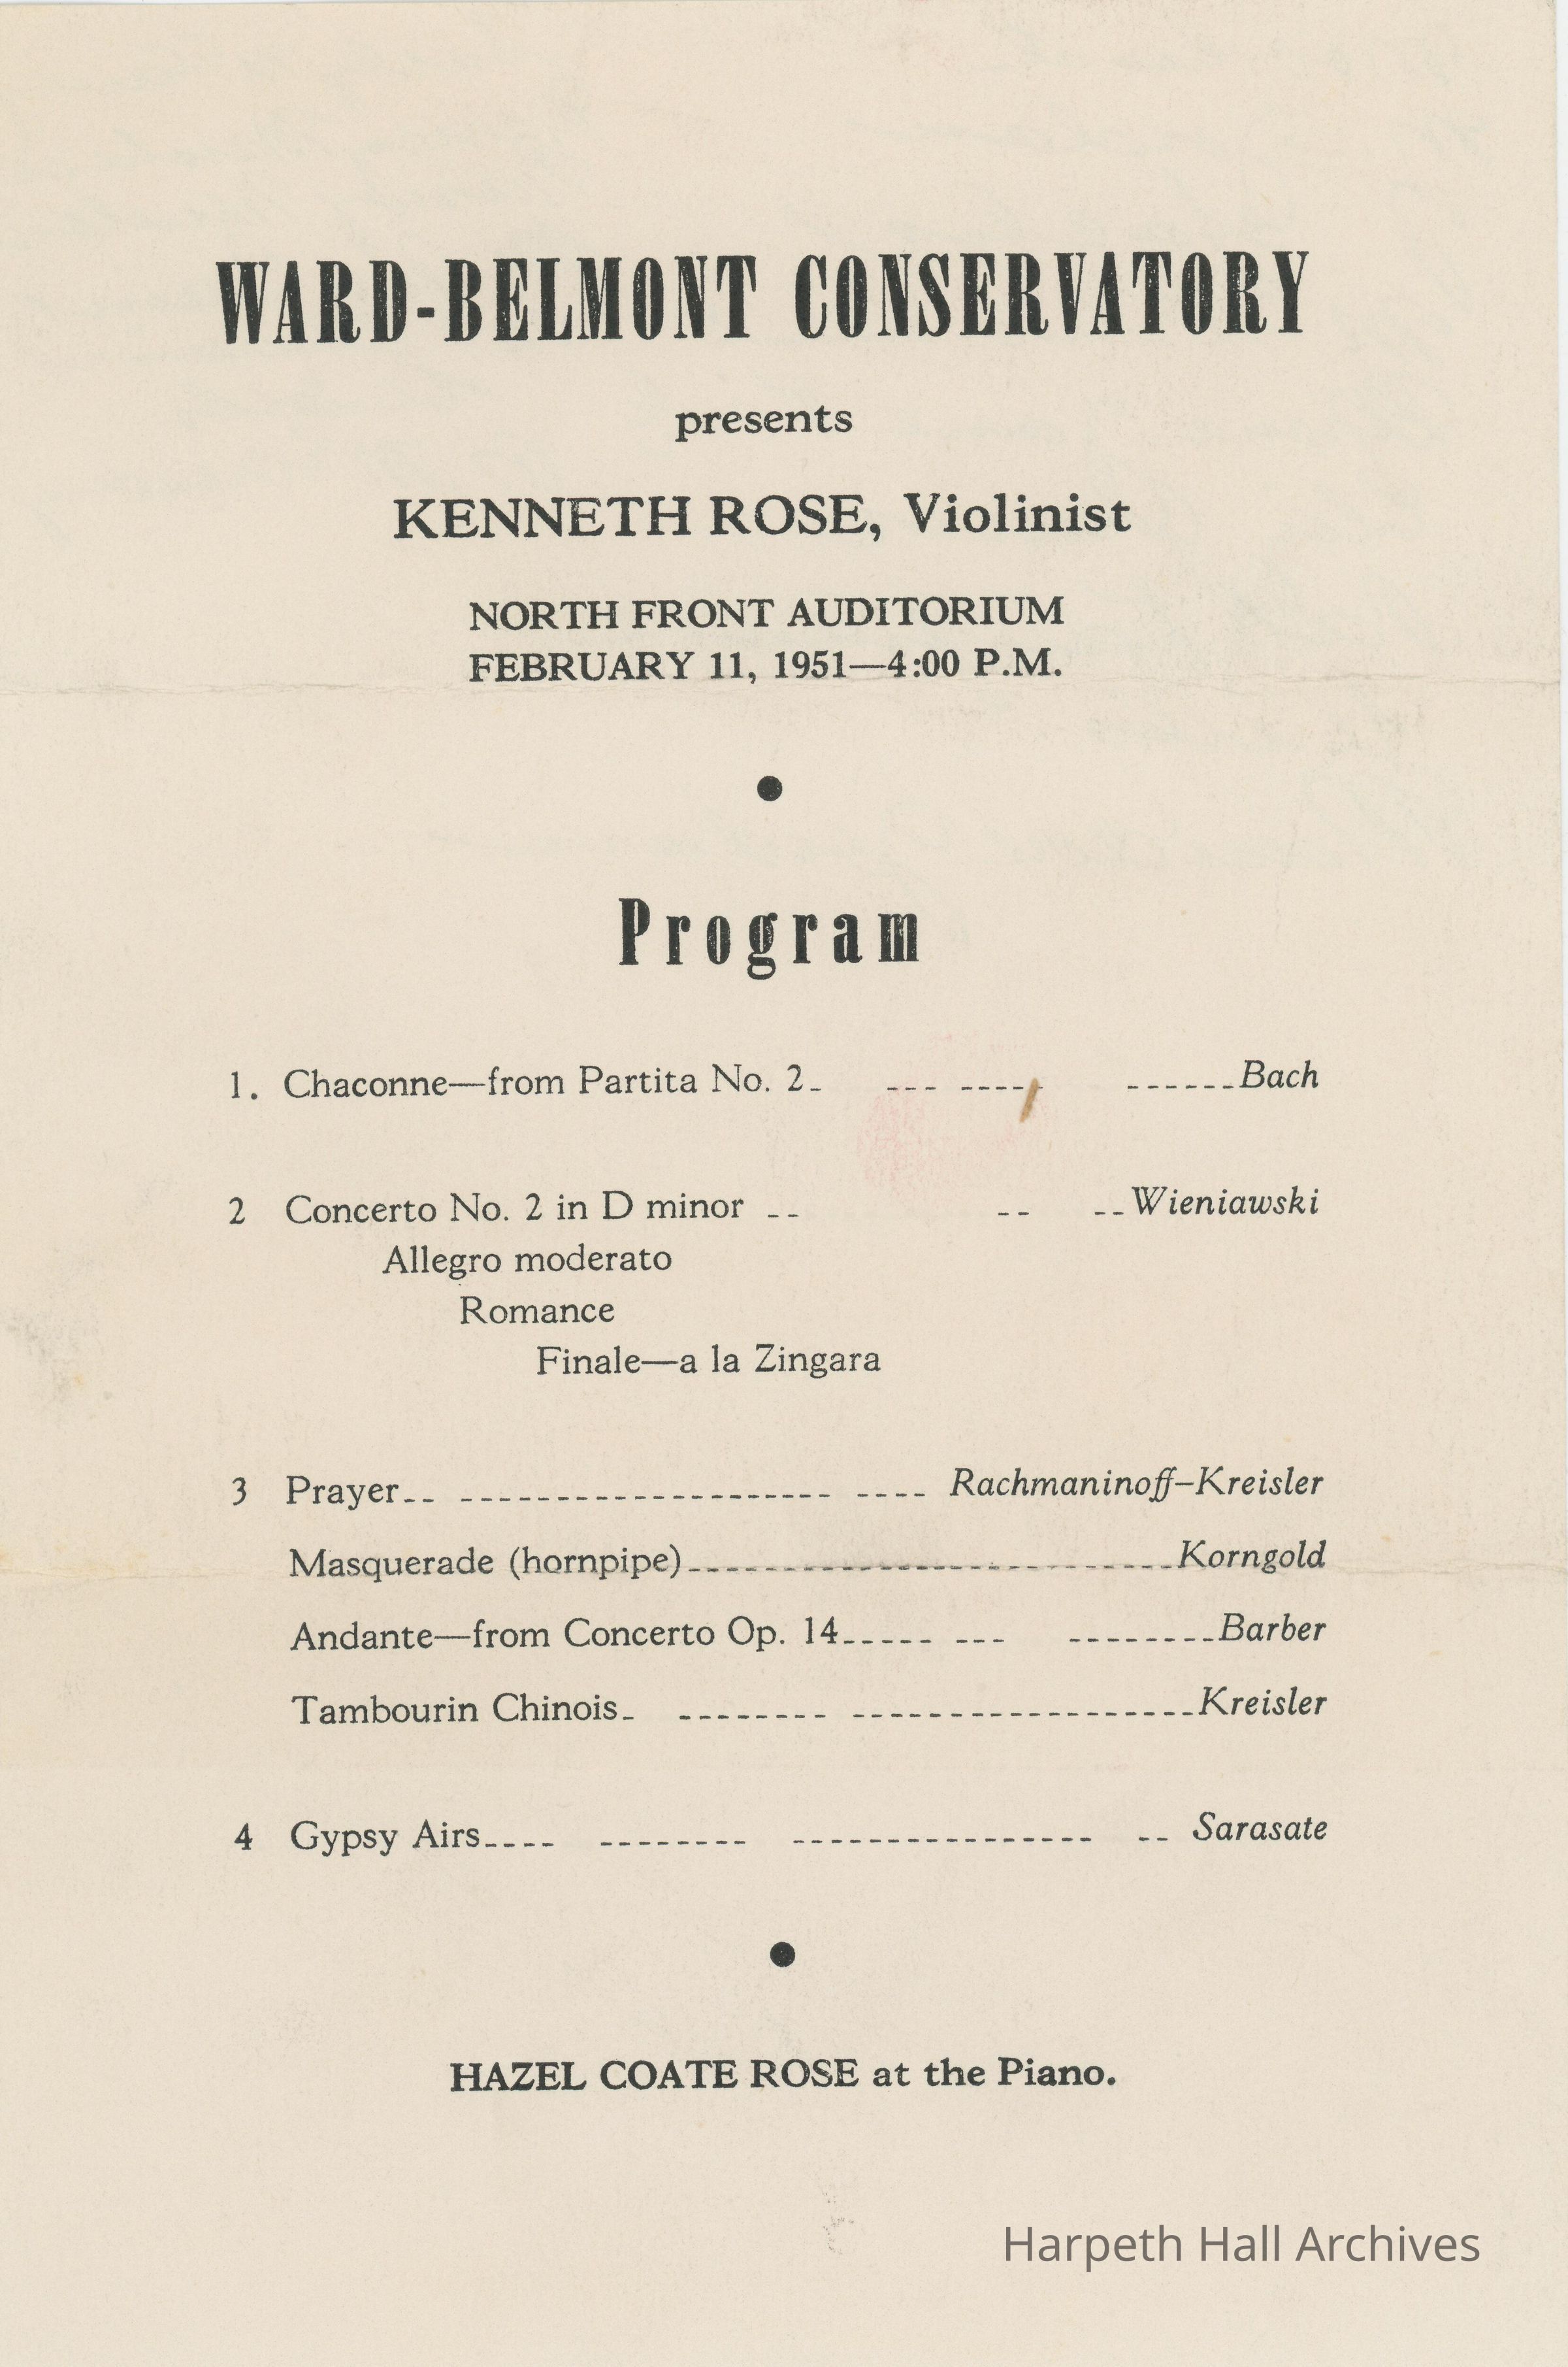 WARD-BELMONT CONSERVATORY
presents
KENNETH ROSE, Violinist
NORTH FRONT AUDITORIUM
FEBRUARY 11, 1951—4:00 P.M.
Program
1. Chaconne—from Partita No. 2 Bach
2 Concerto No. 2 in D minor Wieniawski
Allegro moderato
Romance
Finale—a la Zingara
3 Prayer Rachmaninoff–Kreisler
Masquerade (hornpipe) Korngold
Andante—from Concerto Op. 14 Barber
Tambourin Chinois Kreisler
4 Gypsy Airs Sarasate
HAZEL COATE ROSE at the Piano.
Harpeth Hall Archives